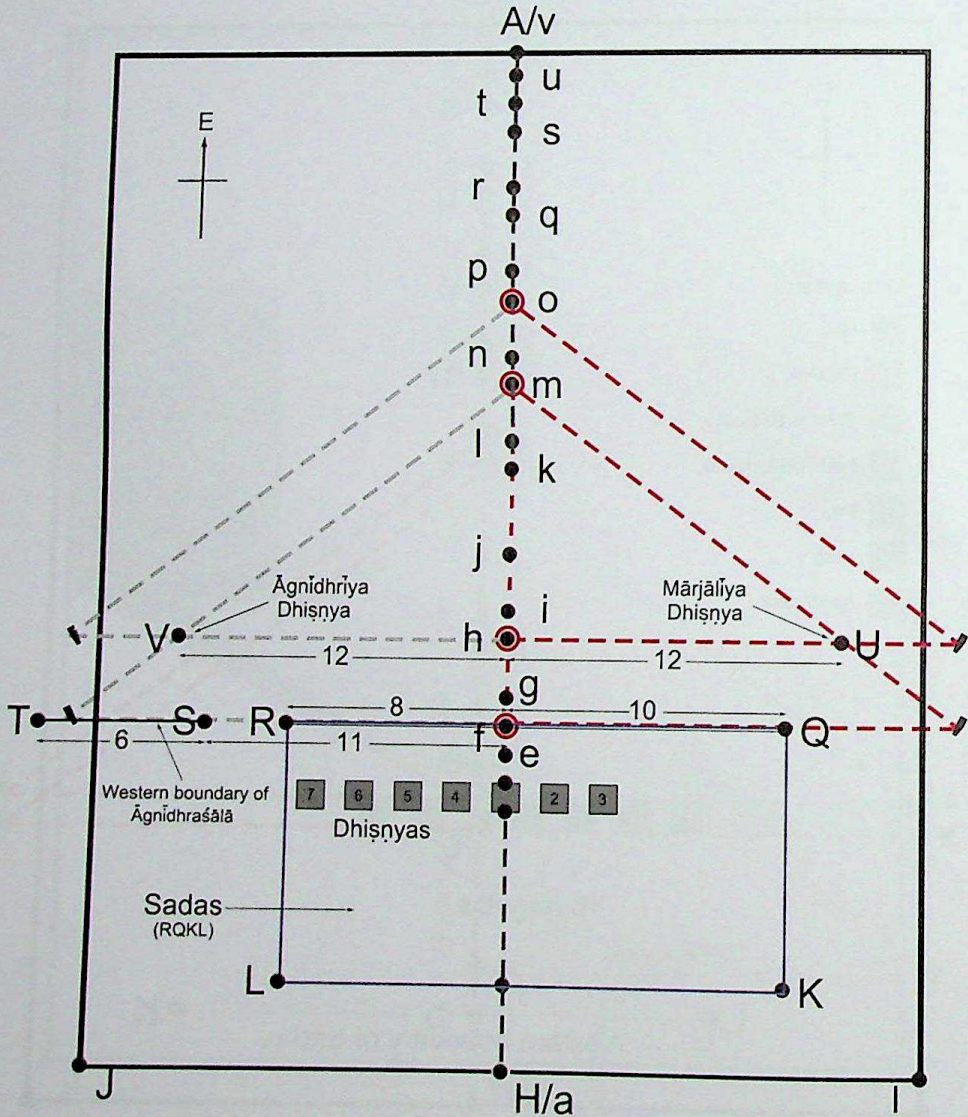 A/v
u
t
s
E
r
q
p
o
n
m
l
k
j
Āgnīdhrīya
Dhiṣṇya
Mārjālīya
Dhiṣṇya
i
V
h
U
12
12
g
T
S
R
8
10
f
Q
6
11
e
Western boundary of
Āgnīdhraśālā
7
6
5
4
2
3
Dhiṣṇyas
Sadas
(RQKL)
L
K
J
H/a
I